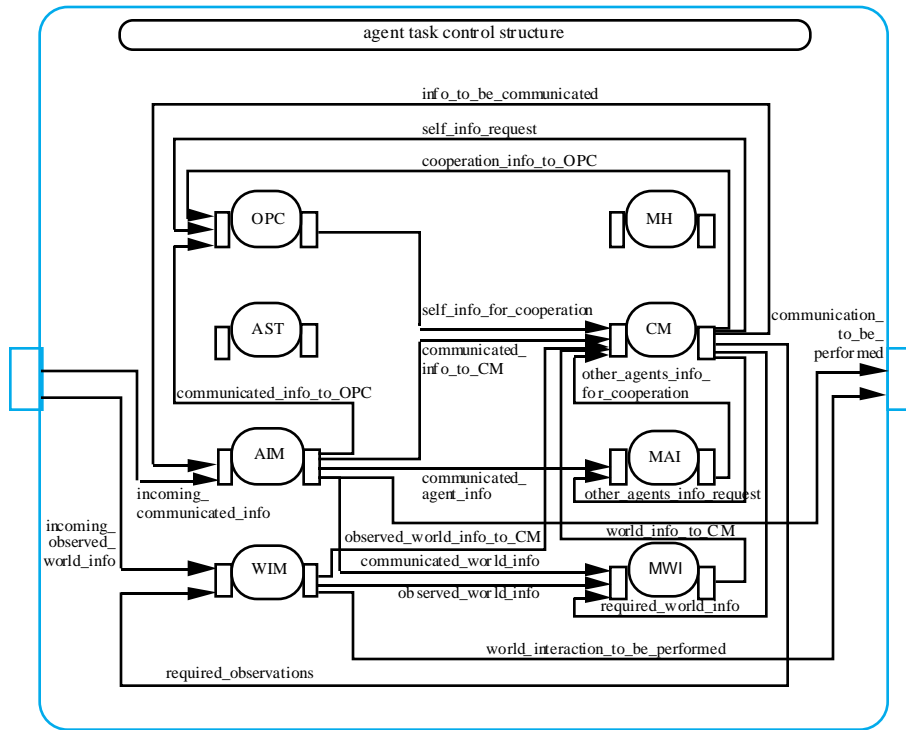 agent task control structure
info_to_be_communicated
self_info_request
cooperation_info_to_OPC
OPC
MH
self_info_for_cooperation
AST
CM
communication_
to_be_
performed
communicated_
info_to_CM
other_agents_info_
for_cooperation
communicated_info_to_OPC
AIM
MAI
communicated_
agent_info
other_agents_info_request
incoming_
communicated_info
incoming_
observed_
world_info
observed_world_info_to_CM
world_info_to_CM
communicated_world_info
WIM
MWI
observed_world_info
required_world_info
world_interaction_to_be_performed
required_observations